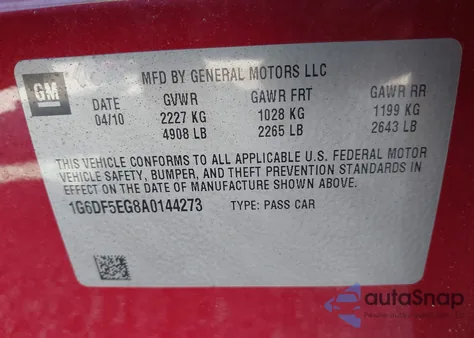 GM
MFD BY GENERAL MOTORS LLC
DATE GVWR GAWR FRT GAWR RR
04/10 2227 KG 1028 KG 1199 KG
4908 LB 2265 LB 2643 LB
THIS VEHICLE CONFORMS TO ALL APPLICABLE U.S. FEDERAL MOTOR
VEHICLE SAFETY, BUMPER, AND THEFT PREVENTION STANDARDS IN
EFFECT ON THE DATE OF MANUFACTURE SHOWN ABOVE.
1G6DF5EG8A0144273 TYPE: PASS CAR
autoSnap